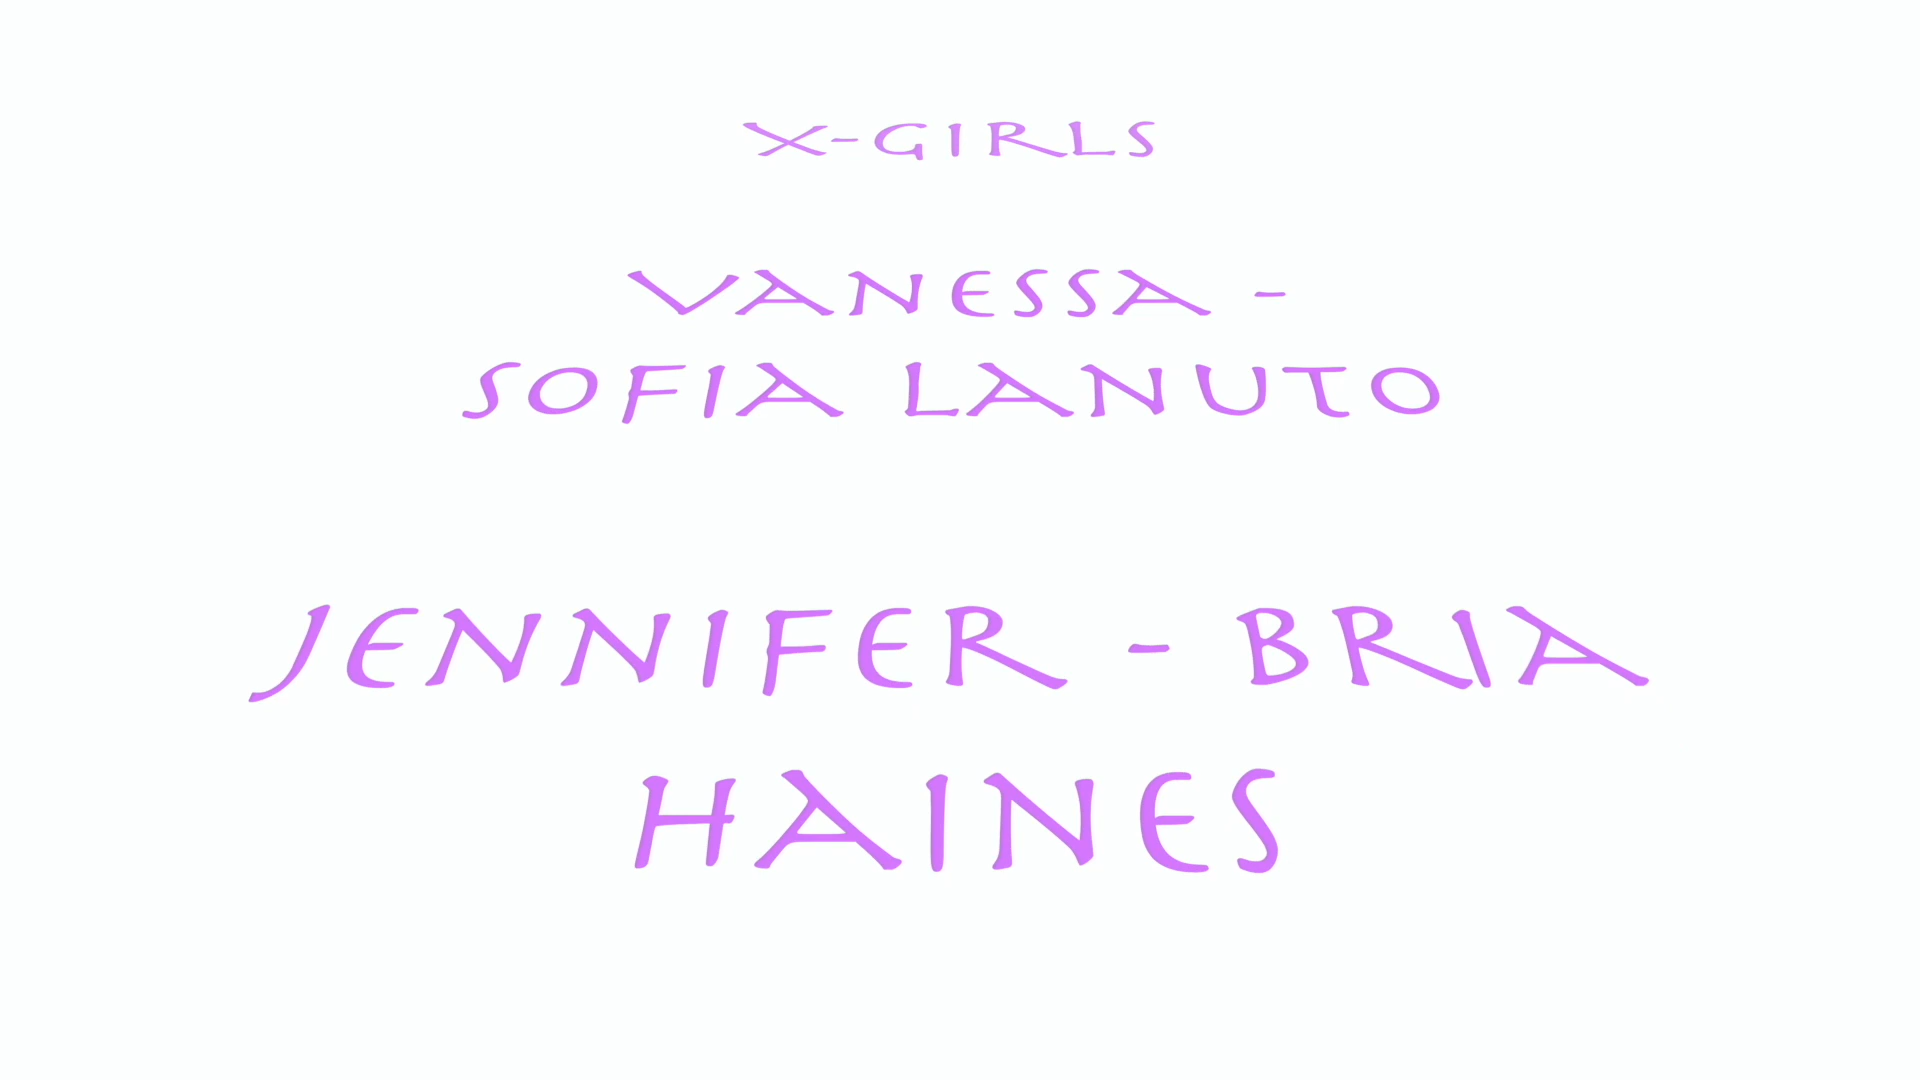 X-GIRLS
VANESSA -
SOFIA LANUTO
JENNIFER - BRIA
HAINES